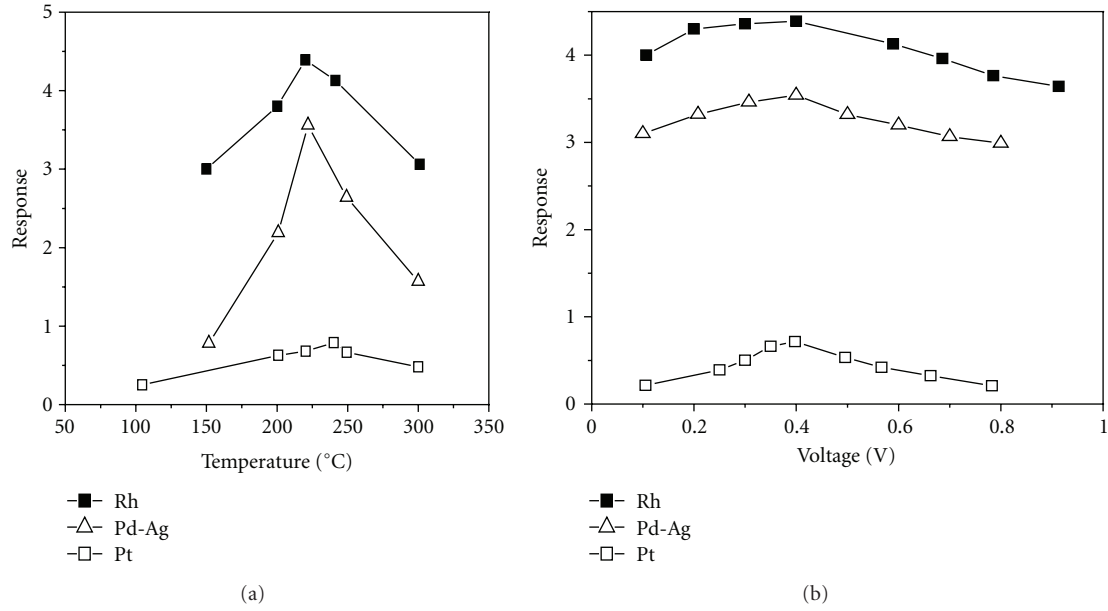 5
4
3
2
1
0
Response
50 100 150 200 250 300 350
Temperature (°C)
Rh
Pd-Ag
Pt
(a)
4
3
2
1
0
Response
0 0.2 0.4 0.6 0.8 1
Voltage (V)
Rh
Pd-Ag
Pt
(b)